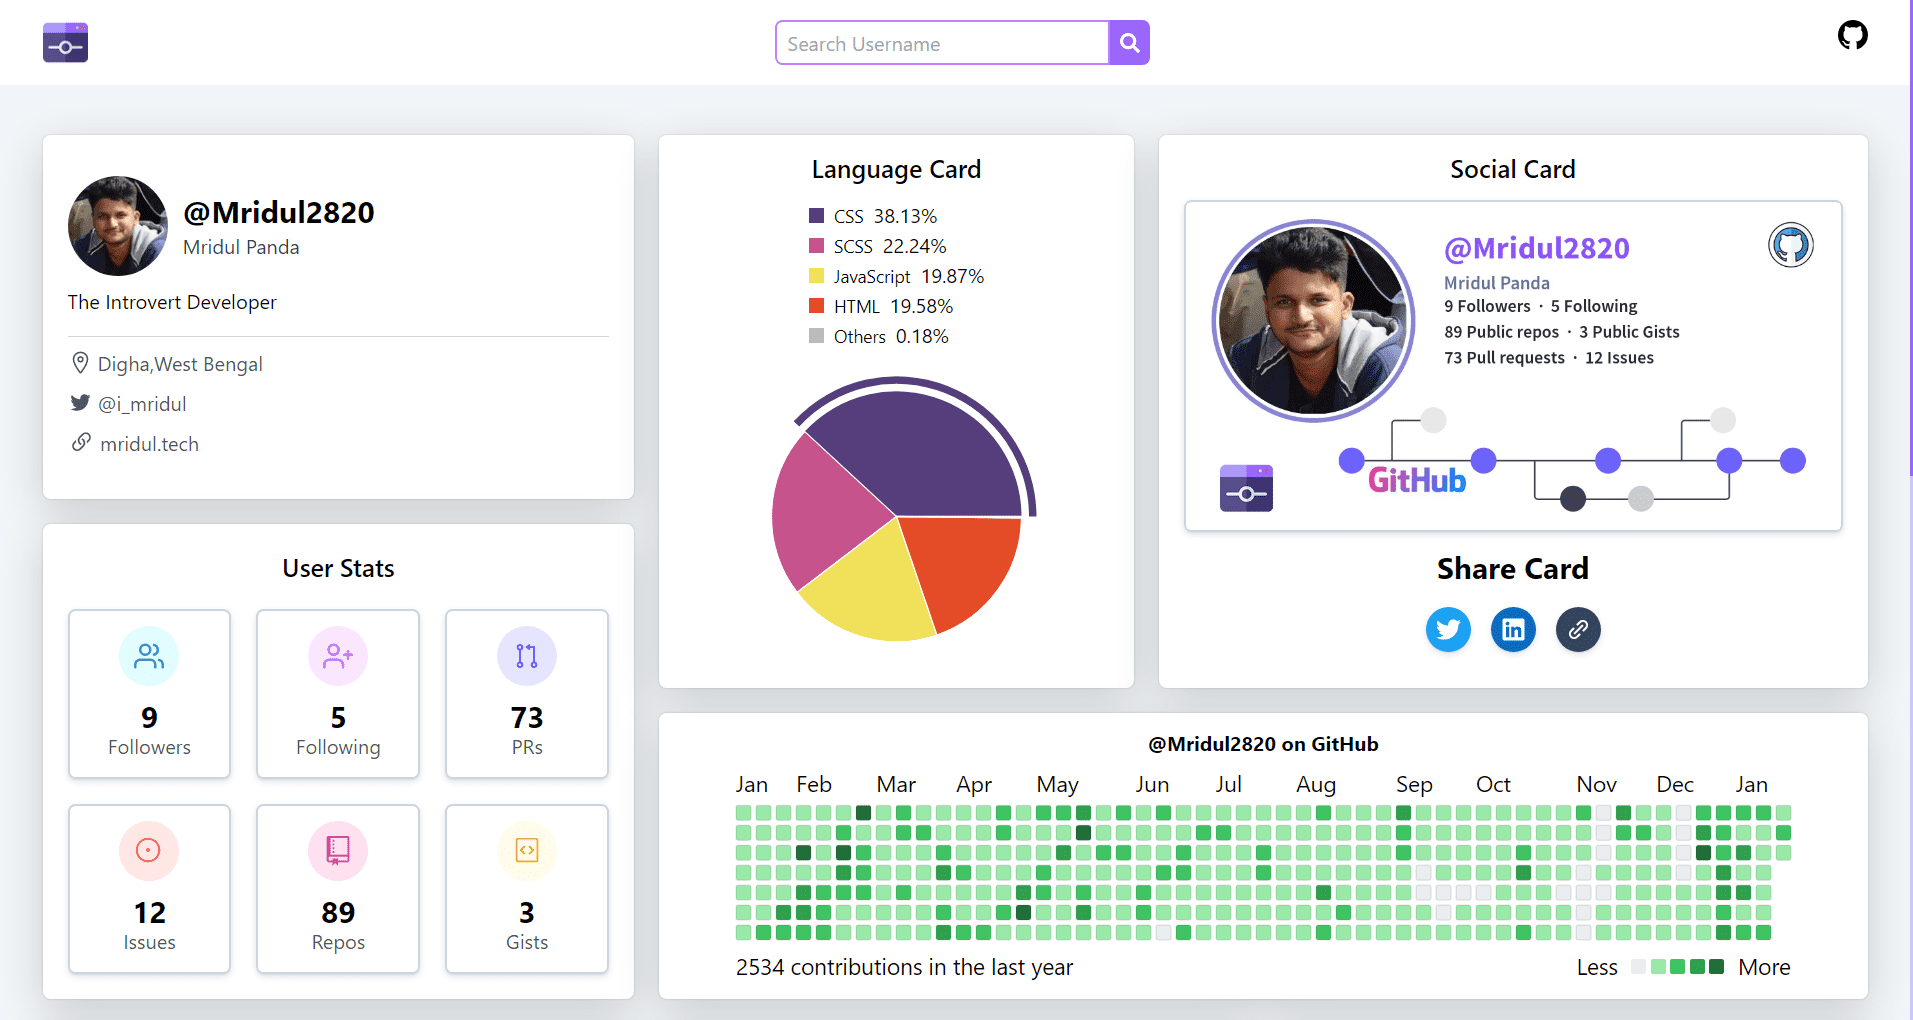 Search Username
@Mridul2820
Mridul Panda
The Introvert Developer
Digha,West Bengal
@i_mridul
mridul.tech
User Stats
9
Followers
5
Following
73
PRs
12
Issues
89
Repos
3
Gists
Language Card
CSS 38.13%
SCSS 22.24%
JavaScript 19.87%
HTML 19.58%
Others 0.18%
Social Card
@Mridul2820
Mridul Panda
9 Followers · 5 Following
89 Public repos · 3 Public Gists
73 Pull requests · 12 Issues
GitHub
Share Card
@Mridul2820 on GitHub
Jan Feb Mar Apr May Jun Jul Aug Sep Oct Nov Dec Jan
2534 contributions in the last year
Less More